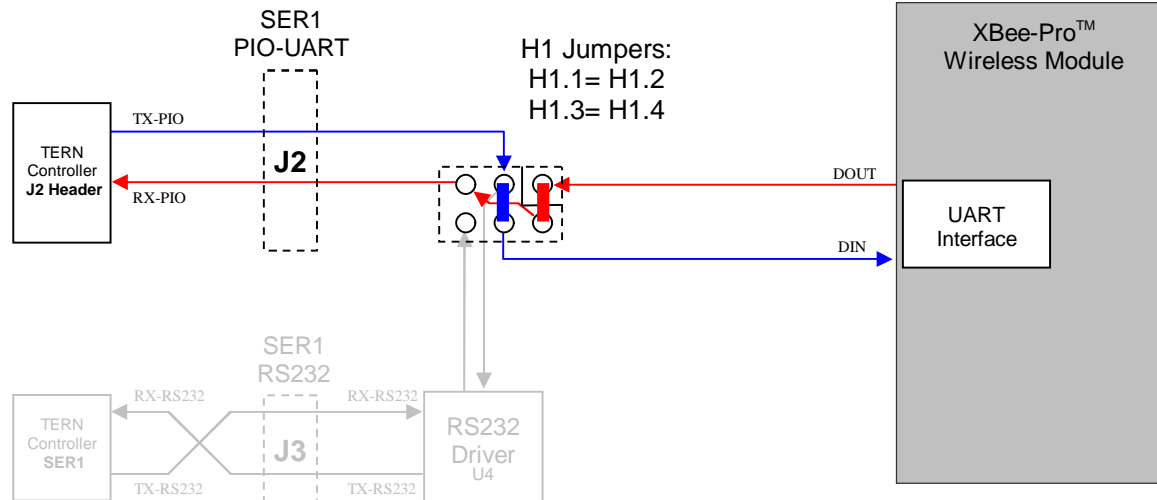 SER1
PIO-UART
H1 Jumpers:
H1.1= H1.2
H1.3= H1.4
XBee-Pro™
Wireless Module
TERN
Controller
J2 Header
TX-PIO
J2
RX-PIO
DOUT
DIN
UART
Interface
SER1
RS232
TERN
Controller
SER1
RX-RS232
RX-RS232
J3
TX-RS232
TX-RS232
RS232
Driver
U4